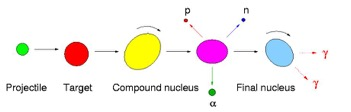 p
n
γ
γ
α
Projectile
Target
Compound nucleus
Final nucleus